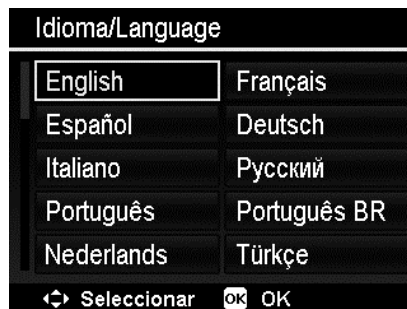 Idioma/Language
English Français
Español Deutsch
Italiano Русский
Português Português BR
Nederlands Türkçe
Seleccionar OK OK